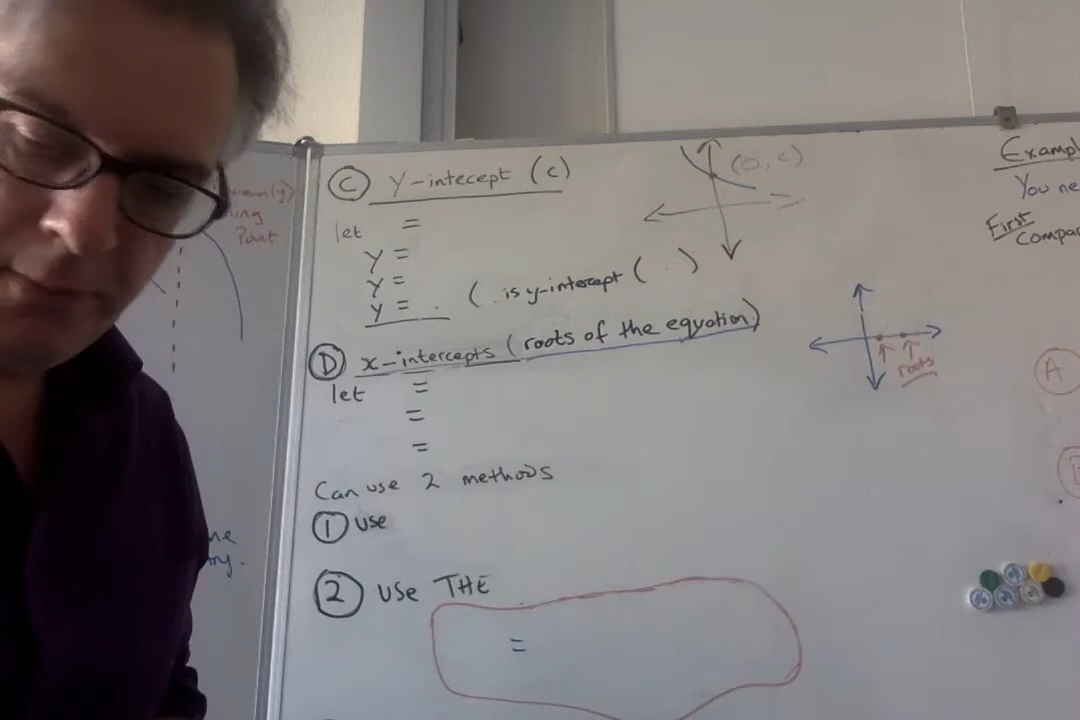 Point
C Y-intecept (c)
(0, c)
let =
y =
y =
y = . ( . is y-intercept ( . )
D x-intercepts (roots of the equation)
let =
=
=
roots
Can use 2 methods
1 use
2 use THE
=
Exampl
You ne
First
Compar
A